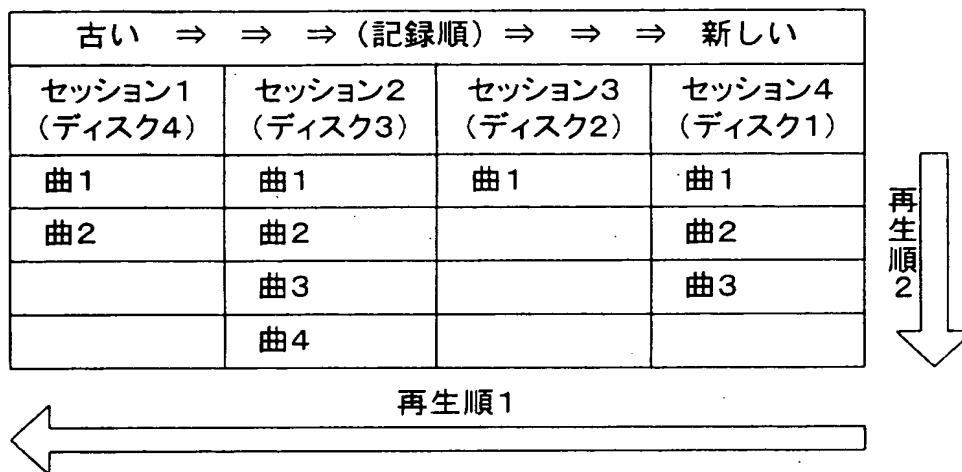 古い ⇒ ⇒ ⇒(記録順)⇒ ⇒ ⇒ 新しい
セッション1 セッション2 セッション3 セッション4
(ディスク4) (ディスク3) (ディスク2) (ディスク1)
曲1 曲1 曲1 曲1
曲2 曲2 曲2
曲3 曲3
曲4
再生順2
再生順1